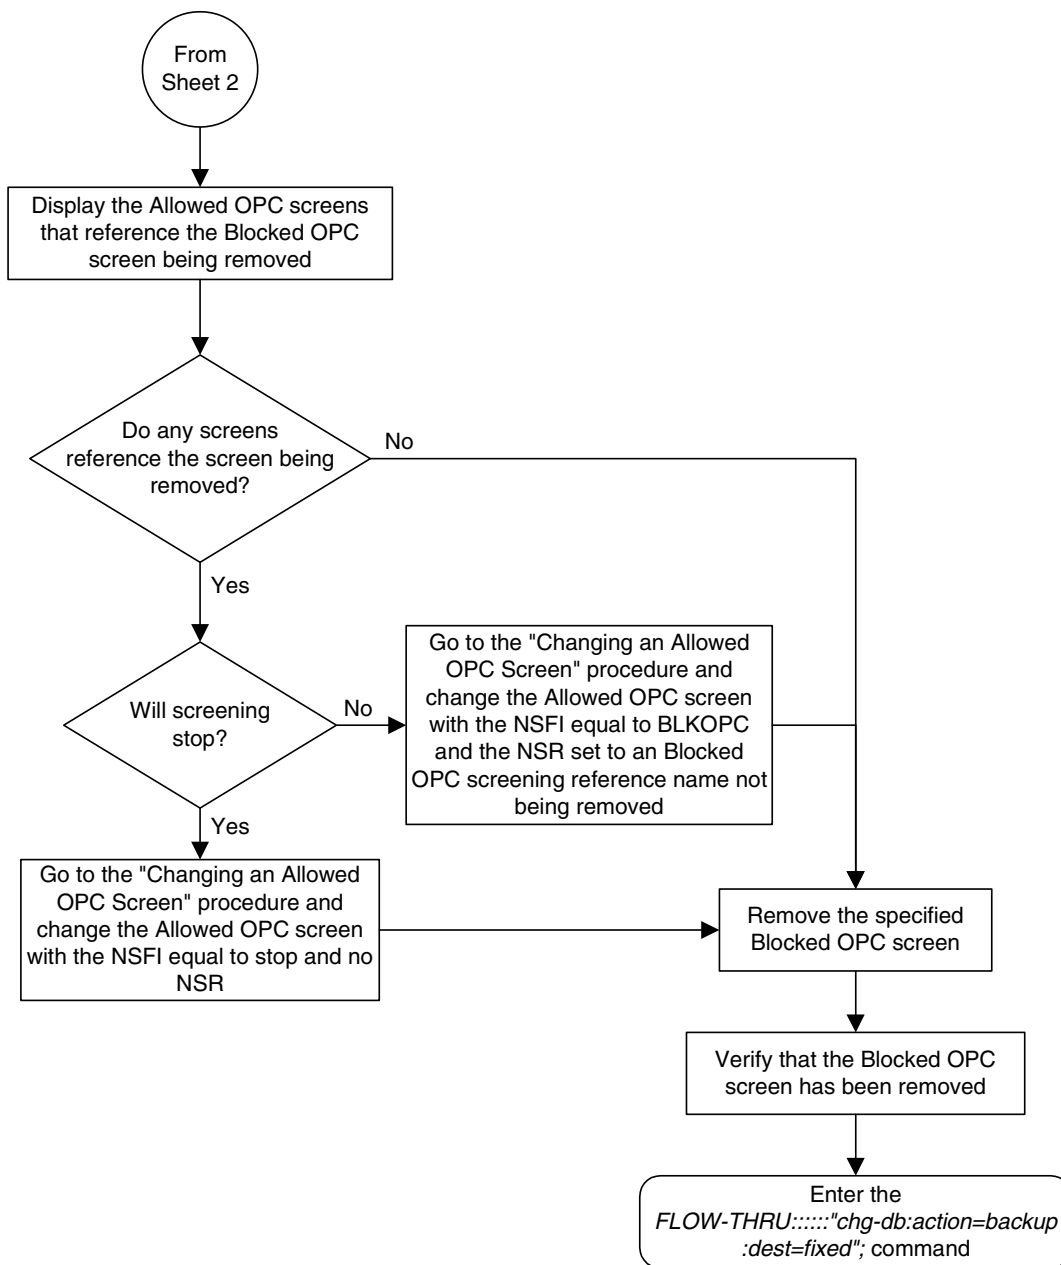 From
Sheet 2
Display the Allowed OPC screens
that reference the Blocked OPC
screen being removed
Do any screens
reference the screen being
removed?
No
Yes
Will screening
stop?
No
Go to the "Changing an Allowed
OPC Screen" procedure and
change the Allowed OPC screen
with the NSFI equal to BLKOPC
and the NSR set to an Blocked
OPC screening reference name not
being removed
Yes
Go to the "Changing an Allowed
OPC Screen" procedure and
change the Allowed OPC screen
with the NSFI equal to stop and no
NSR
Remove the specified
Blocked OPC screen
Verify that the Blocked OPC
screen has been removed
Enter the
FLOW-THRU::::::"chg-db:action=backup
:dest=fixed"; command